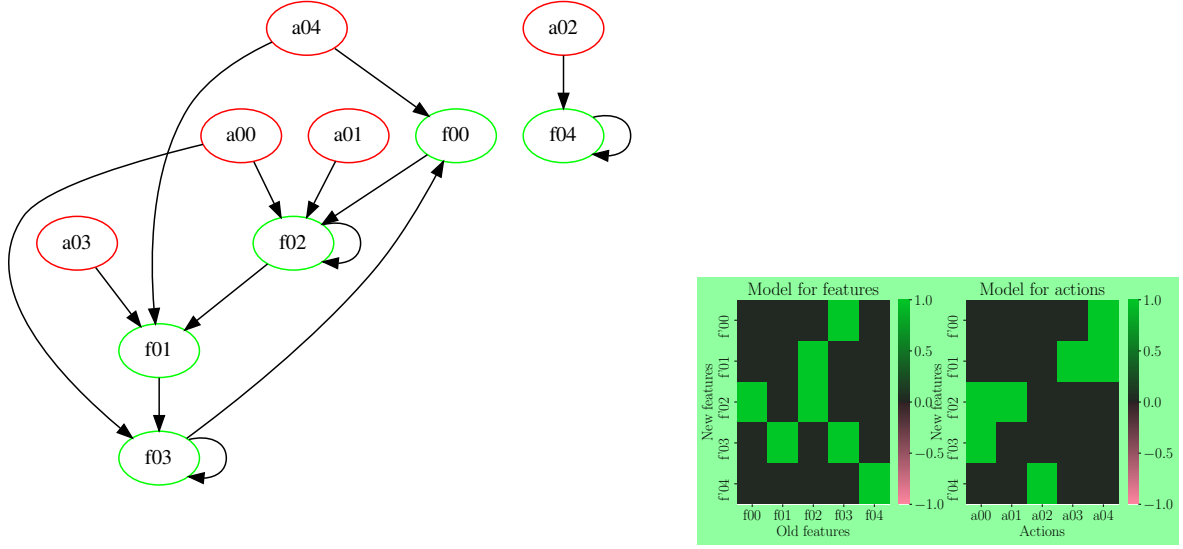 a04
a02
a00
a01
f00
f04
a03
f02
f01
f03
Model for features
Model for actions
New features
f'00
f'01
f'02
f'03
f'04
f00 f01 f02 f03 f04
Old features
1.0
0.5
0.0
−0.5
−1.0
New features
f'00
f'01
f'02
f'03
f'04
a00 a01 a02 a03 a04
Actions
1.0
0.5
0.0
−0.5
−1.0